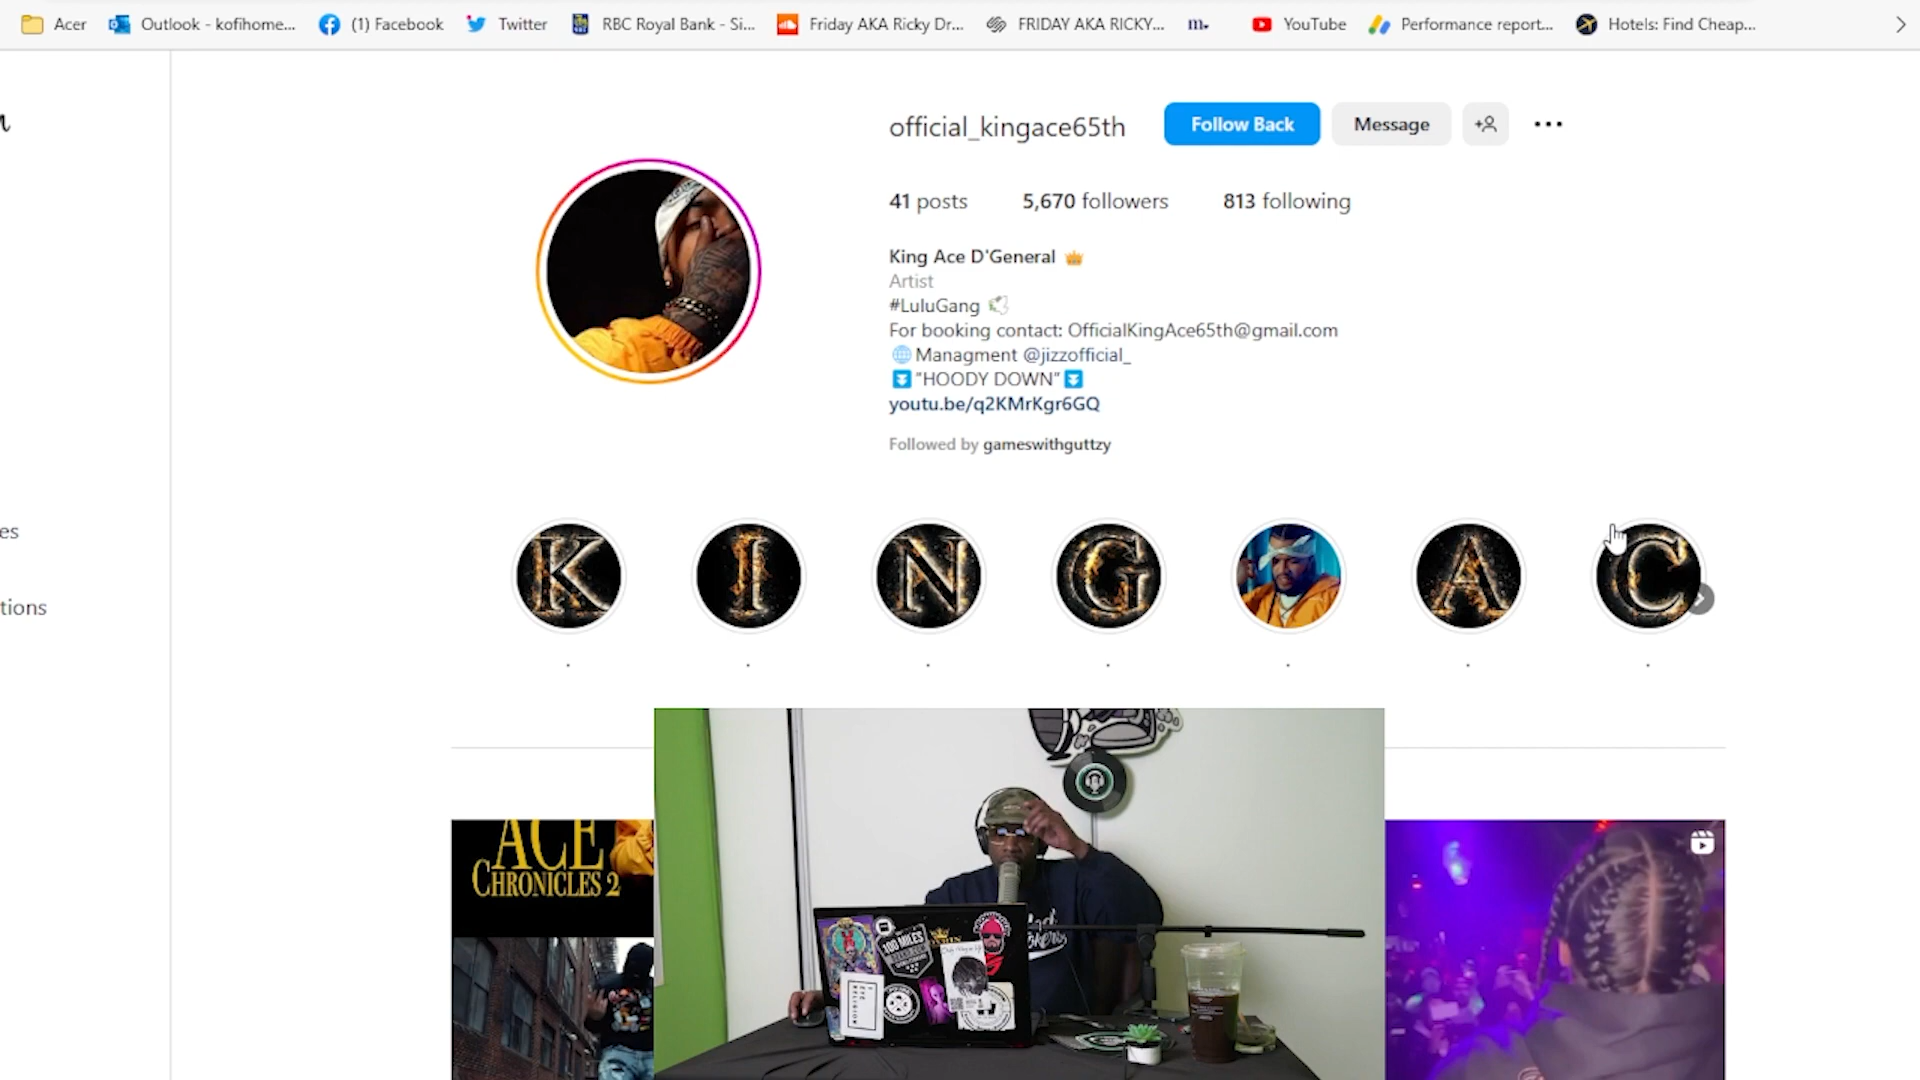 Acer
Outlook - kofihome...
(1) Facebook
Twitter
RBC Royal Bank - Si...
Friday AKA Ricky Dr...
FRIDAY AKA RICKY...
m.
YouTube
Performance report...
Hotels: Find Cheap...
official_kingace65th
Follow Back
Message
41 posts
5,670 followers
813 following
King Ace D'General
Artist
#LuluGang
For booking contact: OfficialKingAce65th@gmail.com
Managment @jizzofficial_
"HOODY DOWN"
youtu.be/q2KMrKgr6GQ
Followed by gameswithguttzy
es
K
I
N
G
A
C
tions
ACE
CHRONICLES 2
100 MILES